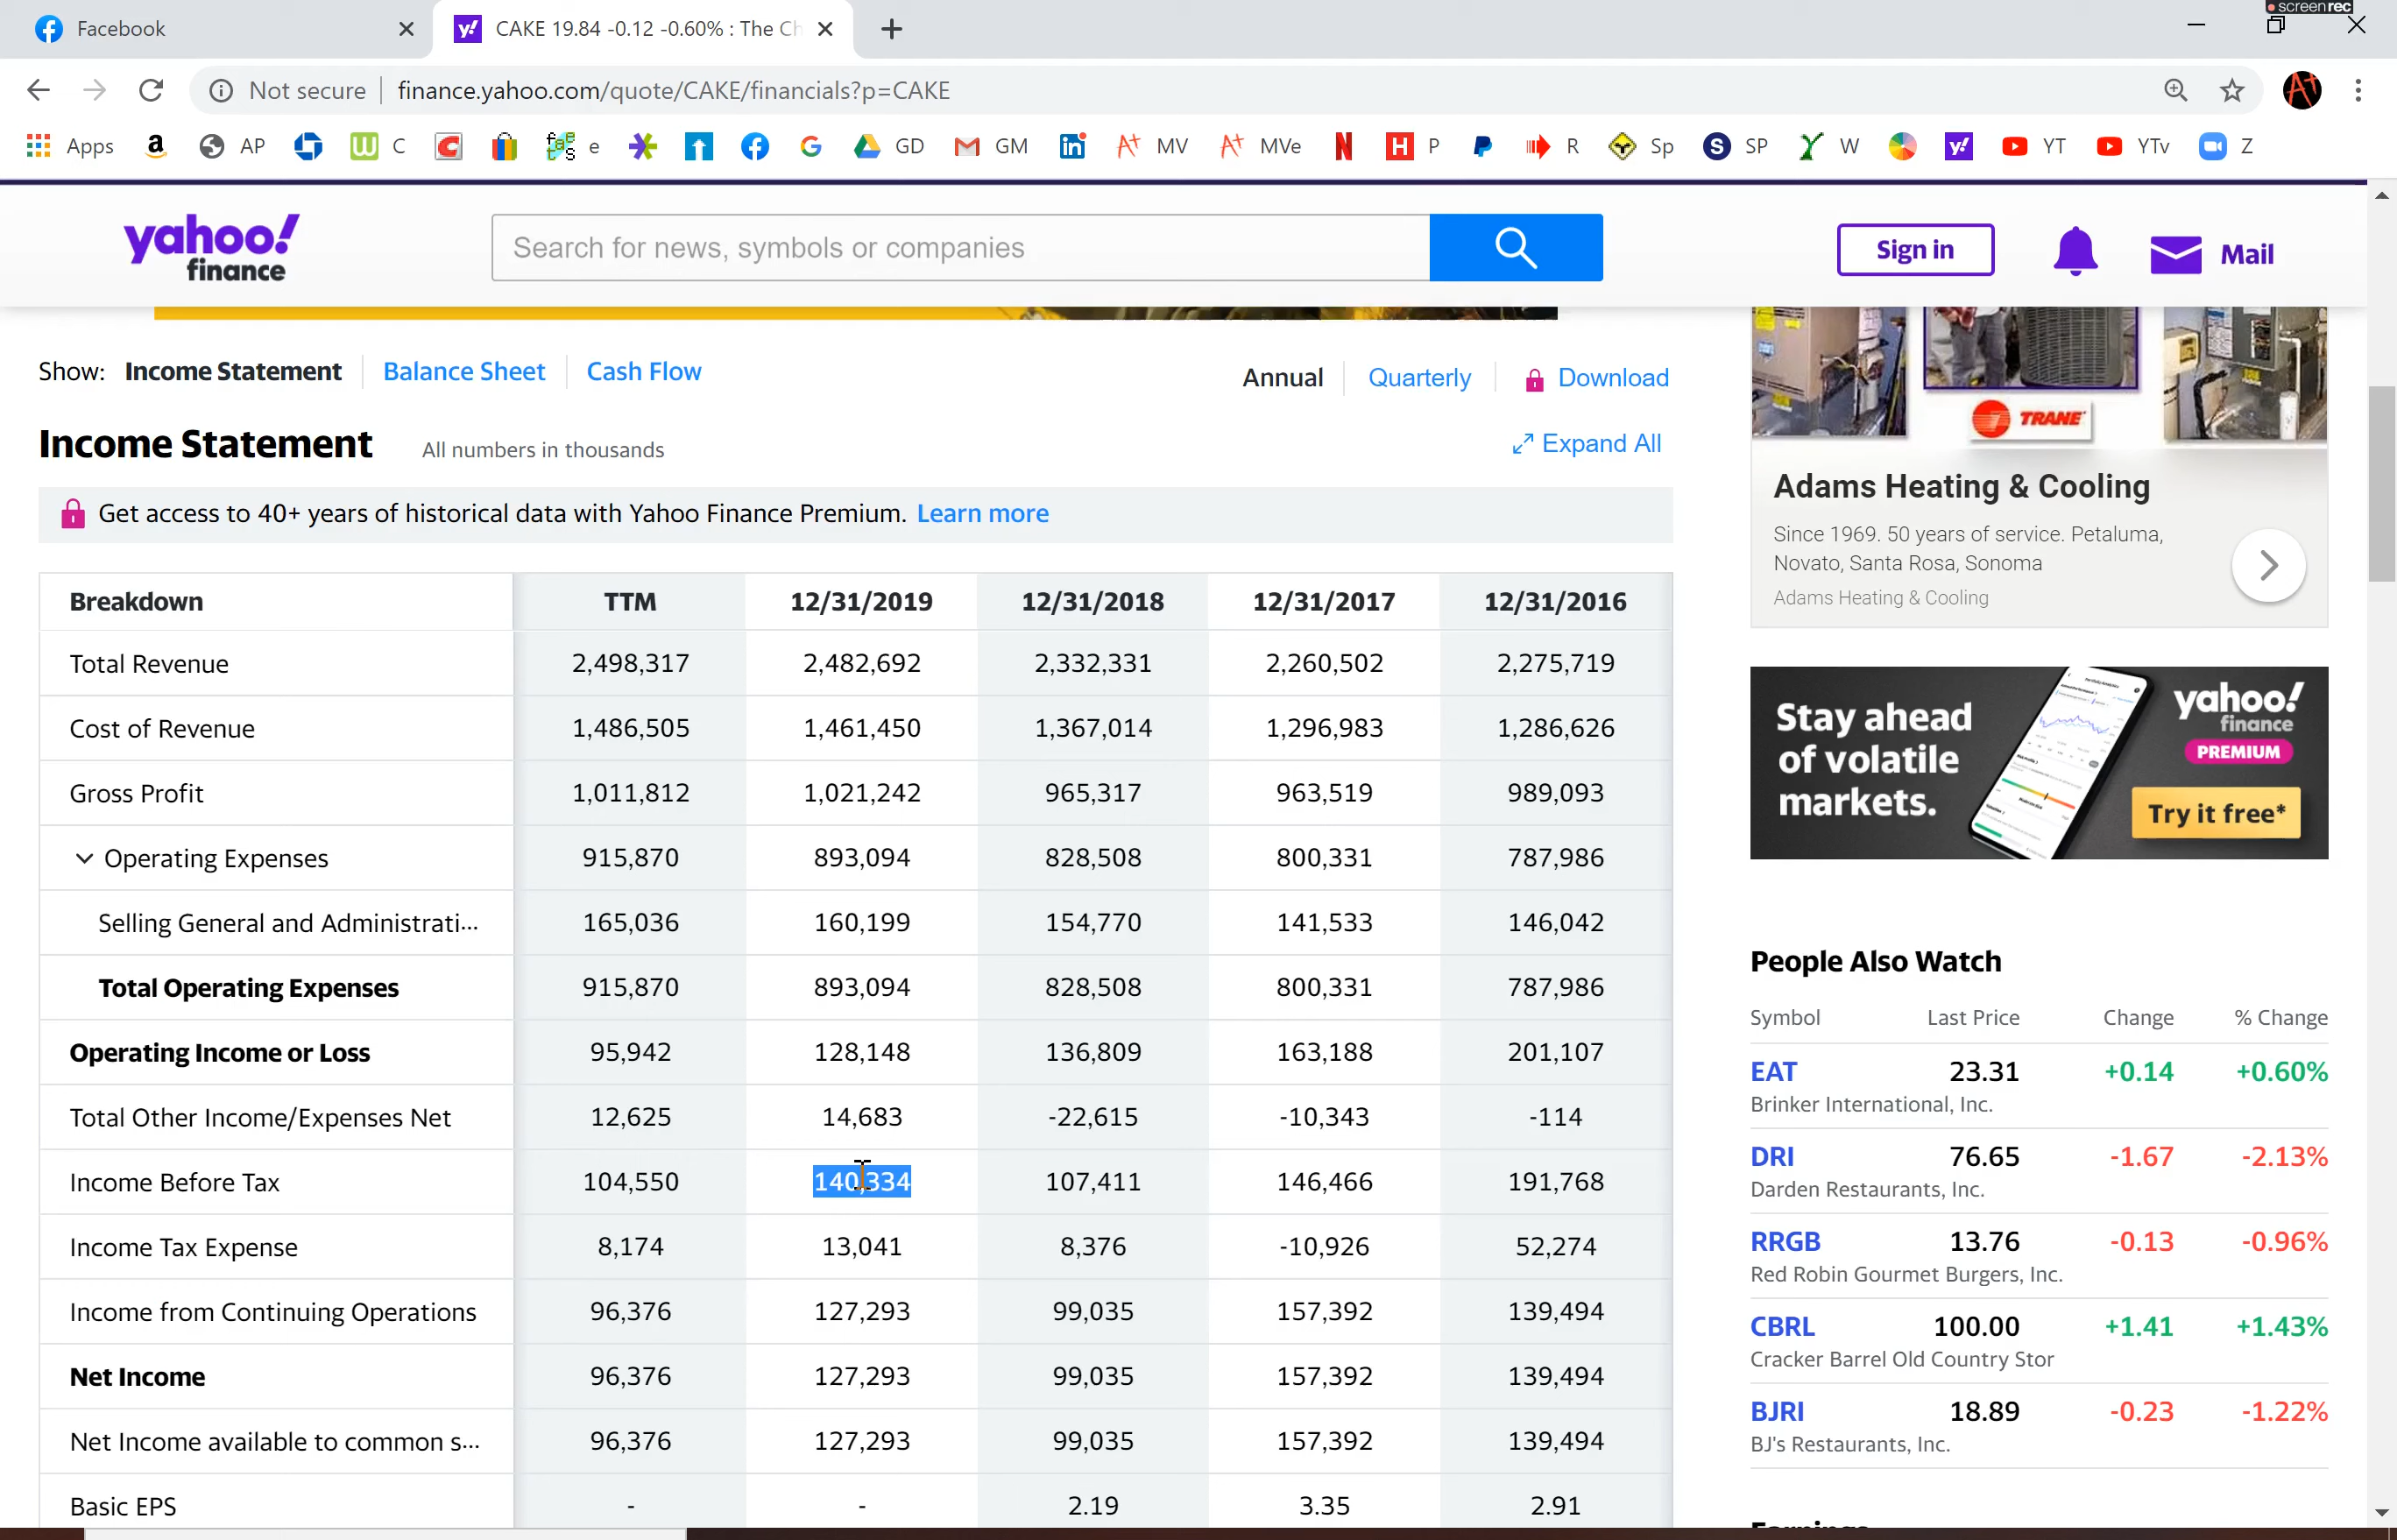 screenrec
Facebook
CAKE 19.84 -0.12 -0.60% : The Ch
Not secure finance.yahoo.com/quote/CAKE/financials?p=CAKE
Apps AP C e GD GM MV MVe P R Sp SP W YT YTv Z
yahoo!
finance
Search for news, symbols or companies
Sign in
Mail
Show: Income Statement Balance Sheet Cash Flow
Annual Quarterly Download
Income Statement All numbers in thousands
Expand All
Get access to 40+ years of historical data with Yahoo Finance Premium. Learn more
Breakdown TTM 12/31/2019 12/31/2018 12/31/2017 12/31/2016
Total Revenue 2,498,317 2,482,692 2,332,331 2,260,502 2,275,719
Cost of Revenue 1,486,505 1,461,450 1,367,014 1,296,983 1,286,626
Gross Profit 1,011,812 1,021,242 965,317 963,519 989,093
Operating Expenses 915,870 893,094 828,508 800,331 787,986
Selling General and Administrati... 165,036 160,199 154,770 141,533 146,042
Total Operating Expenses 915,870 893,094 828,508 800,331 787,986
Operating Income or Loss 95,942 128,148 136,809 163,188 201,107
Total Other Income/Expenses Net 12,625 14,683 -22,615 -10,343 -114
Income Before Tax 104,550 140,334 107,411 146,466 191,768
Income Tax Expense 8,174 13,041 8,376 -10,926 52,274
Income from Continuing Operations 96,376 127,293 99,035 157,392 139,494
Net Income 96,376 127,293 99,035 157,392 139,494
Net Income available to common s... 96,376 127,293 99,035 157,392 139,494
Basic EPS - - 2.19 3.35 2.91
TRANE
Adams Heating & Cooling
Since 1969. 50 years of service. Petaluma,
Novato, Santa Rosa, Sonoma
Adams Heating & Cooling
Stay ahead
of volatile
markets.
yahoo!
finance
PREMIUM
Try it free*
People Also Watch
Symbol Last Price Change % Change
EAT 23.31 +0.14 +0.60%
Brinker International, Inc.
DRI 76.65 -1.67 -2.13%
Darden Restaurants, Inc.
RRGB 13.76 -0.13 -0.96%
Red Robin Gourmet Burgers, Inc.
CBRL 100.00 +1.41 +1.43%
Cracker Barrel Old Country Stor
BJRI 18.89 -0.23 -1.22%
BJ's Restaurants, Inc.